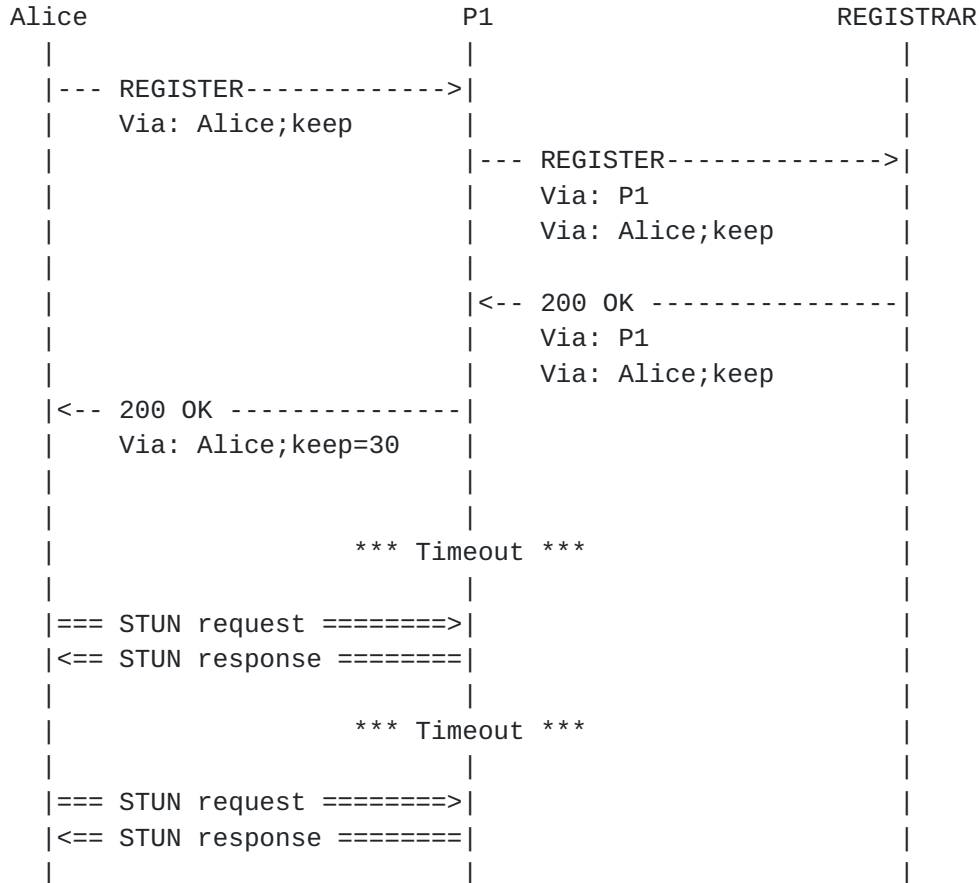 Alice P1 REGISTRAR
| | |
|--- REGISTER------------->| |
| Via: Alice;keep | |
| |--- REGISTER-------------->|
| | Via: P1 |
| | Via: Alice;keep |
| | |
| |<-- 200 OK ----------------|
| | Via: P1 |
| | Via: Alice;keep |
|<-- 200 OK ---------------| |
| Via: Alice;keep=30 | |
| | |
| | |
| *** Timeout *** |
| | |
|=== STUN request ========>| |
|<== STUN response ========| |
| | |
| *** Timeout *** |
| | |
|=== STUN request ========>| |
|<== STUN response ========| |
| | |